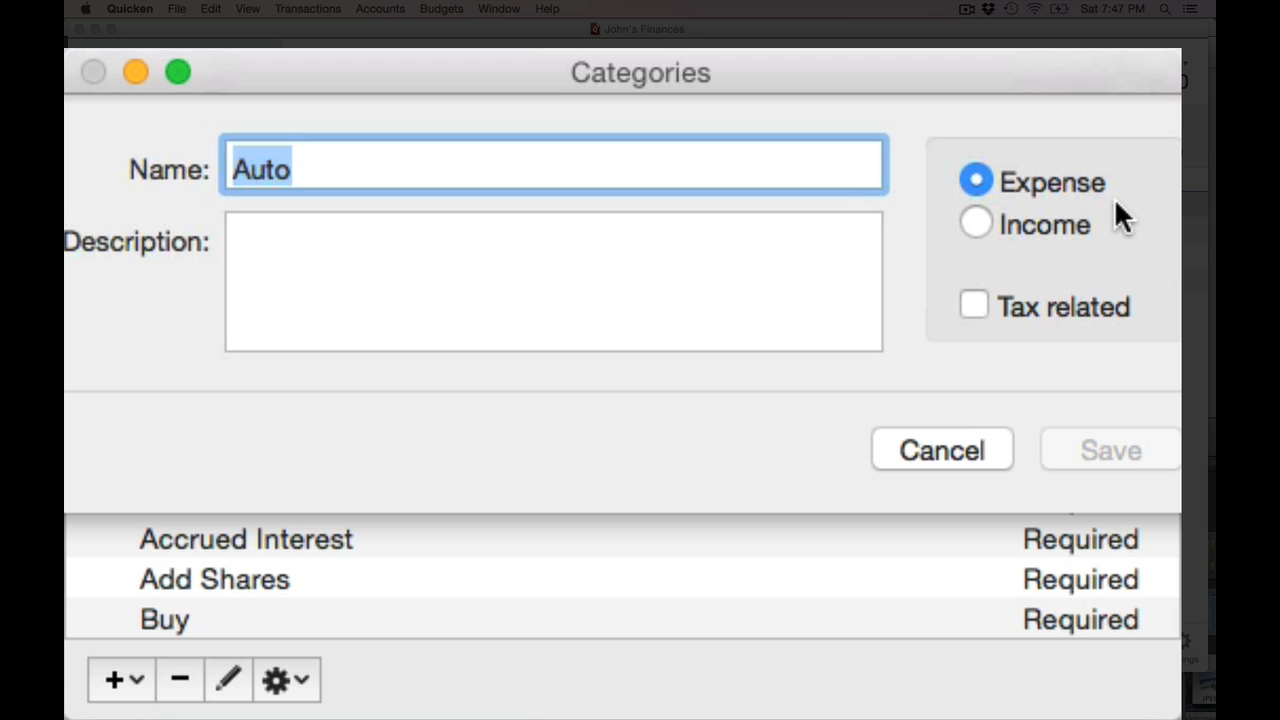 Quicken File Edit View Transactions Accounts Budgets Window Help Sat 7:47 PM
John's Finances
Categories
Name: Auto
Expense
Description:
Income
Tax related
Cancel Save
Accrued Interest Required
Add Shares Required
Buy Required